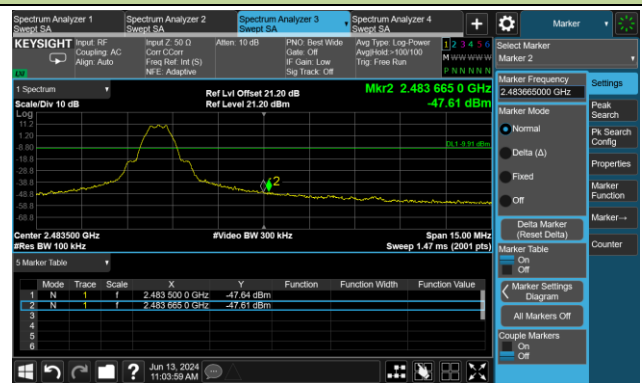 Spectrum Analyzer 1
Swept SA
Spectrum Analyzer 2
Swept SA
Spectrum Analyzer 3
Swept SA
Spectrum Analyzer 4
Swept SA
+
Marker
KEYSIGHT
Input: RF
Coupling: AC
Align: Auto
Input Z: 50 Ω
Corr CCorr
Freq Ref: Int (S)
NFE: Adaptive
Atten: 10 dB
PNO: Best Wide
Gate: Off
IF Gain: Low
Sig Track: Off
Avg Type: Log-Power
Avg|Hold:>100/100
Trig: Free Run
1 2 3 4 5 6
M W W W W W
P N N N N N
LXI
Select Marker
Marker 2
1 Spectrum
Scale/Div 10 dB
Log
Ref Lvl Offset 21.20 dB
Ref Level 21.20 dBm
Mkr2 2.483 665 0 GHz
-47.61 dBm
11.2
1.20
-8.80
-18.8
-28.8
-38.8
-48.8
-58.8
-68.8
DL1 -9.91 dBm
2
Center 2.483500 GHz
#Res BW 100 kHz
#Video BW 300 kHz
Span 15.00 MHz
Sweep 1.47 ms (2001 pts)
5 Marker Table
Mode Trace Scale X Y Function Function Width Function Value
1 N 1 f 2.483 500 0 GHz -47.64 dBm
2 N 1 f 2.483 665 0 GHz -47.61 dBm
3
4
5
6
Marker Frequency
2.483665000 GHz
Marker Mode
Normal
Delta (Δ)
Fixed
Off
Delta Marker
(Reset Delta)
Marker Table
On
Off
Marker Settings
Diagram
All Markers Off
Couple Markers
On
Off
Settings
Peak
Search
Pk Search
Config
Properties
Marker
Function
Marker→
Counter
?
Jun 13, 2024
11:03:59 AM